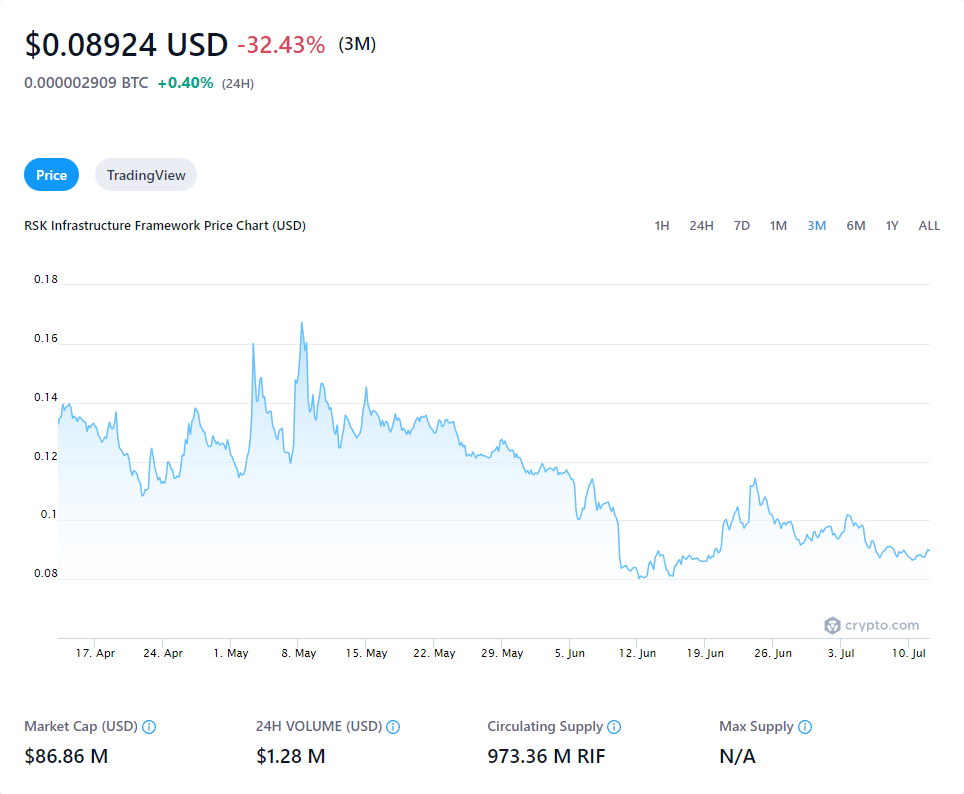 $0.08924 USD -32.43% (3M)
0.000002909 BTC +0.40% (24H)
Price TradingView
RSK Infrastructure Framework Price Chart (USD) 1H 24H 7D 1M 3M 6M 1Y ALL
0.18
0.16
0.14
0.12
0.1
0.08
crypto.com
17. Apr 24. Apr 1. May 8. May 15. May 22. May 29. May 5. Jun 12. Jun 19. Jun 26. Jun 3. Jul 10. Jul
Market Cap (USD) 24H VOLUME (USD) Circulating Supply Max Supply
$86.86 M $1.28 M 973.36 M RIF N/A